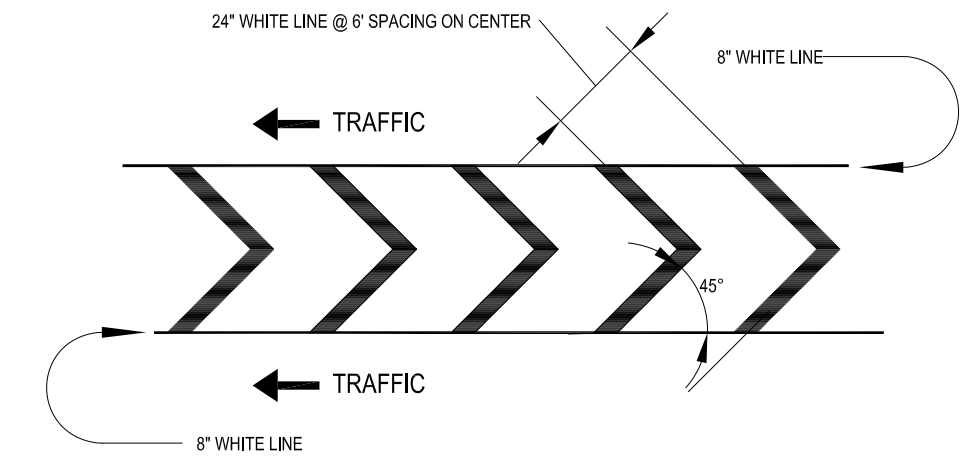 24" WHITE LINE @ 6' SPACING ON CENTER
8" WHITE LINE
TRAFFIC
45°
TRAFFIC
8" WHITE LINE